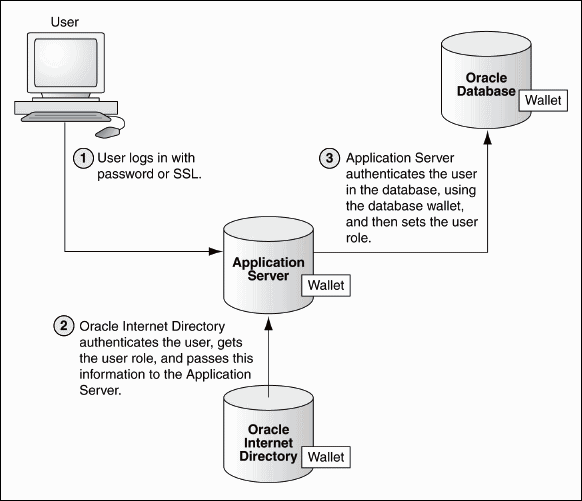 User
1 User logs in with
password or SSL.
Oracle
Database
Wallet
3 Application Server
authenticates the user
in the database, using
the database wallet,
and then sets the user
role.
Application
Server
Wallet
2 Oracle Internet Directory
authenticates the user, gets
the user role, and passes this
information to the Application
Server.
Oracle
Internet
Directory
Wallet